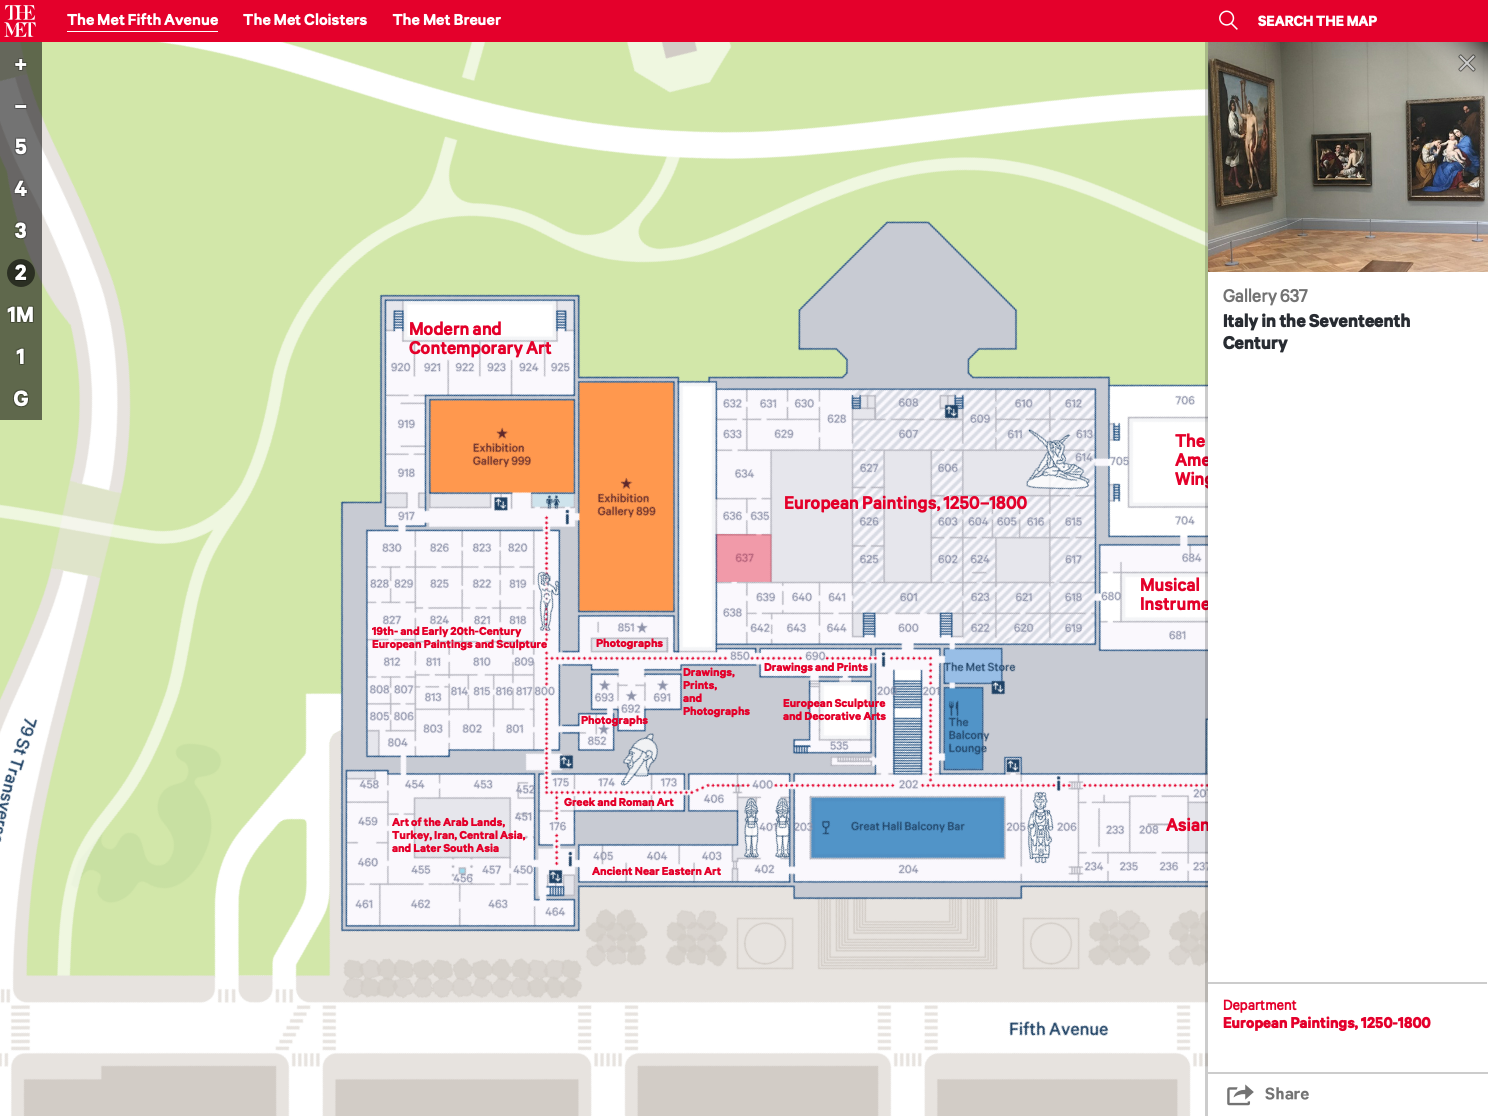 THE MET
The Met Fifth Avenue
The Met Cloisters
The Met Breuer
SEARCH THE MAP
+
−
5
4
3
2
1M
1
G
Modern and
Contemporary Art
920 921 922 923 924 925
919
918
917
Exhibition
Gallery 999
Exhibition
Gallery 899
i
632 631 630
628
633 629
634
636 635
637
638
639 640 641
642 643 644
608
609
610
612
607
611
613
614
627
606
European Paintings, 1250–1800
626
603 604 605 616 615
625
602 624
617
601
623 621 618
600
622 620 619
706
705
The
Ame
Wing
704
684
Musical
Instrume
680
681
830 826 823 820
828 829 825 822 819
827 824 821 818
19th- and Early 20th-Century
European Paintings and Sculpture
812 811 810 809
808 807 813 814 815 816 817 800
805 806 803 802 801
804
851
Photographs
850
690
Drawings and Prints
i
Drawings,
Prints,
and
Photographs
693
692
691
Photographs
852
European Sculpture
and Decorative Arts
535
200
201
The Met Store
The
Balcony
Lounge
458 454 453 452
459
451
Art of the Arab Lands,
Turkey, Iran, Central Asia,
and Later South Asia
460
455 456 457 450
461 462 463 464
175 174 173
Greek and Roman Art
176
406
400
401
i
405 404 403
Ancient Near Eastern Art
402
202
203
Great Hall Balcony Bar
205
204
i
206
233 208
Asian
207
234 235 236 237
79 St Transverse
Fifth Avenue
Gallery 637
Italy in the Seventeenth
Century
Department
European Paintings, 1250-1800
Share